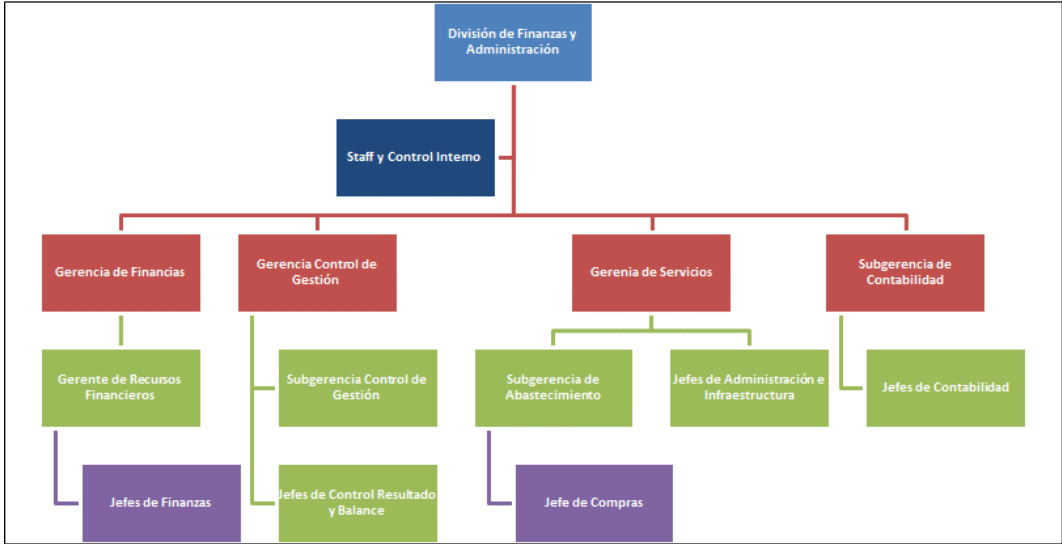 División de Finanzas y
Administración
Staff y Control Interno
Gerencia de Financias
Gerencia Control de
Gestión
Gerenia de Servicios
Subgerencia de
Contabilidad
Gerente de Recursos
Financieros
Subgerencia Control de
Gestión
Subgerencia de
Abastecimiento
Jefes de Administración e
Infraestructura
Jefes de Contabilidad
Jefes de Finanzas
Jefes de Control Resultado
y Balance
Jefe de Compras